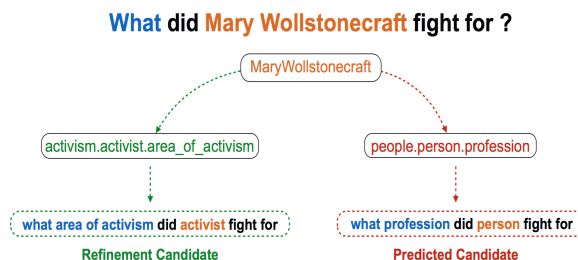 What did Mary Wollstonecraft fight for ?
MaryWollstonecraft
activism.activist.area_of_activism
people.person.profession
what area of activism did activist fight for
what profession did person fight for
Refinement Candidate
Predicted Candidate